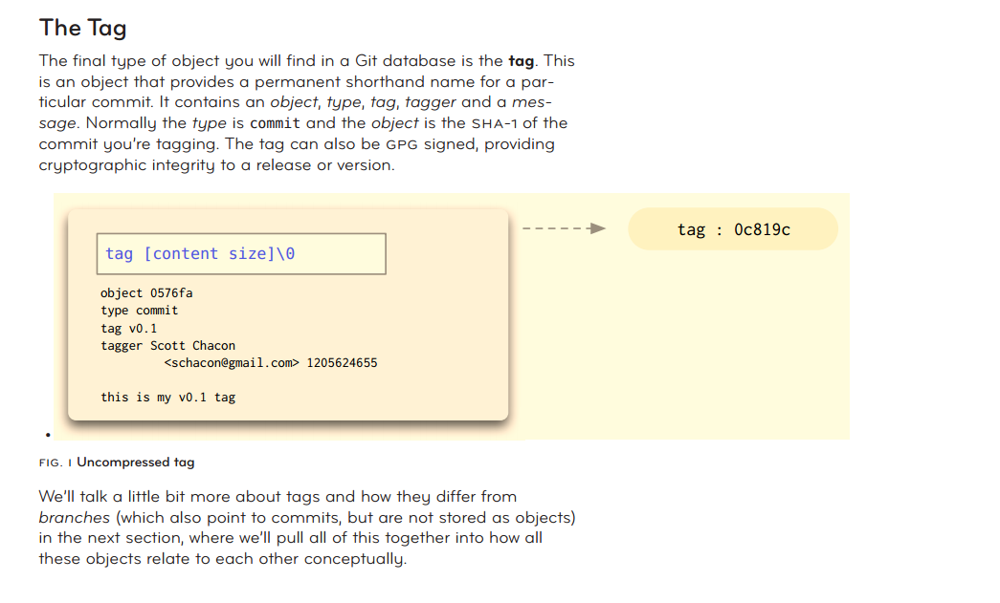 The Tag
The final type of object you will find in a Git database is the tag. This
is an object that provides a permanent shorthand name for a par-
ticular commit. It contains an object, type, tag, tagger and a mes-
sage. Normally the type is commit and the object is the SHA-1 of the
commit you're tagging. The tag can also be GPG signed, providing
cryptographic integrity to a release or version.
tag [content size]\0
object 0576fa
type commit
tag v0.1
tagger Scott Chacon
<schacon@gmail.com> 1205624655
this is my v0.1 tag
tag : 0c819c
FIG. 1 Uncompressed tag
We'll talk a little bit more about tags and how they differ from
branches (which also point to commits, but are not stored as objects)
in the next section, where we'll pull all of this together into how all
these objects relate to each other conceptually.